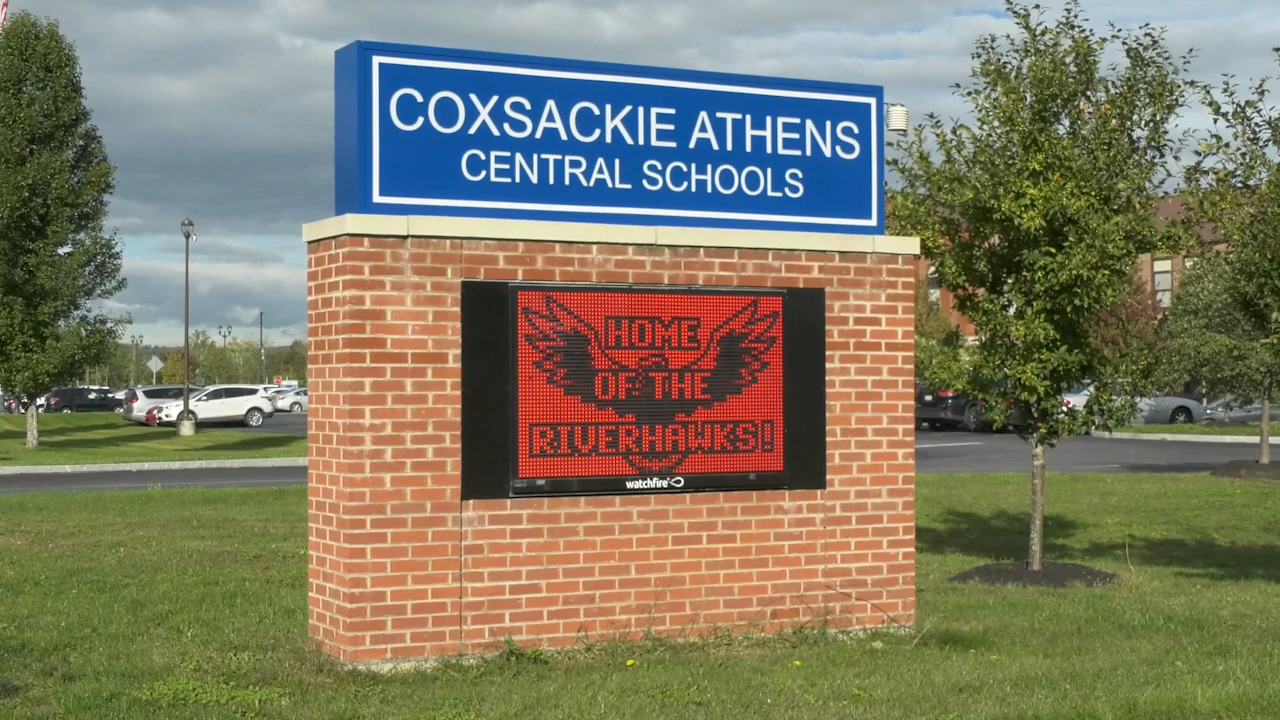 COXSACKIE ATHENS
CENTRAL SCHOOLS
HOME
OF THE
RIVERHAWKS!
watchfire